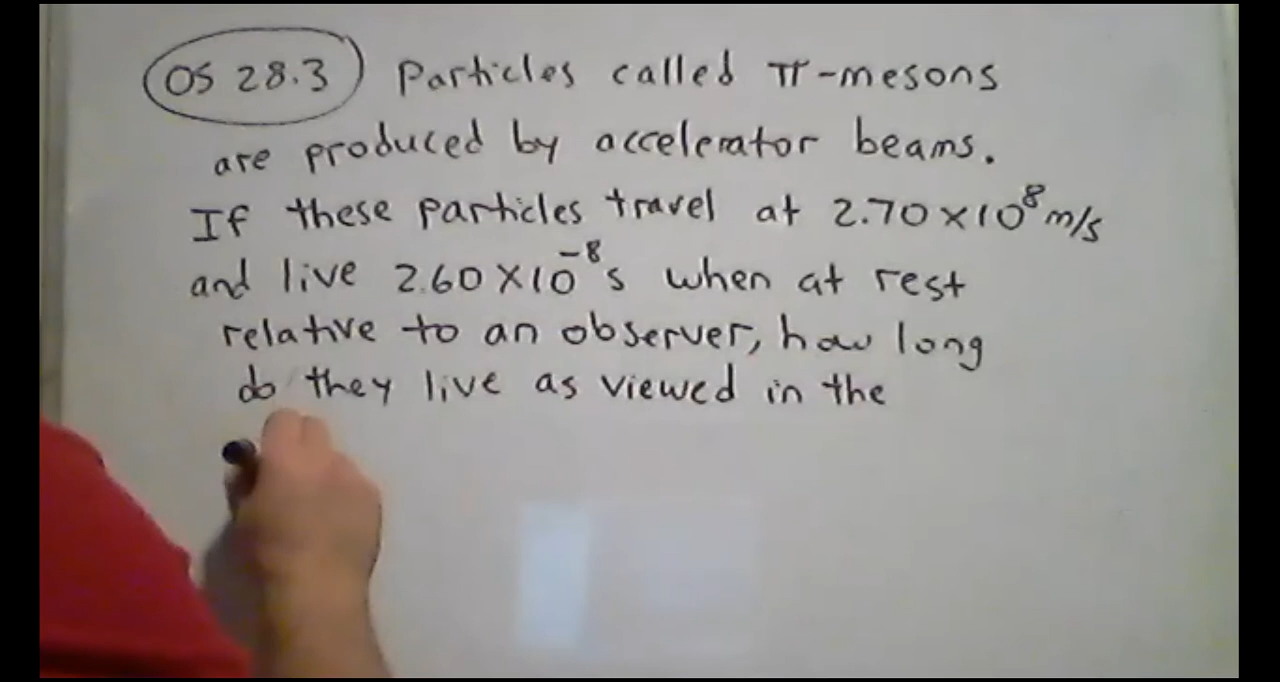 OS 28.3 Particles called π-mesons
are produced by accelerator beams.
If these particles travel at 2.70×10⁸ m/s
and live 2.60×10⁻⁸ s when at rest
relative to an observer, how long
do they live as viewed in the